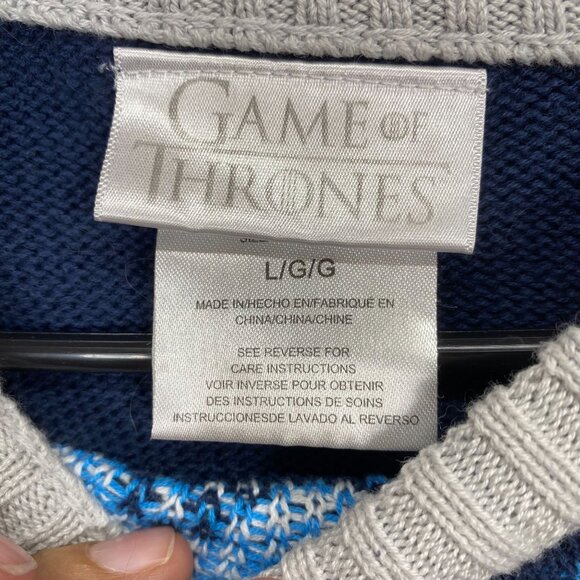 GAME OF
THRONES
L/G/G
MADE IN/HECHO EN/FABRIQUE EN
CHINA/CHINA/CHINE
SEE REVERSE FOR
CARE INSTRUCTIONS
VOIR INVERSE POUR OBTENIR
DES INSTRUCTIONS DE SOINS
INSTRUCCIONESDE LAVADO AL REVERSO